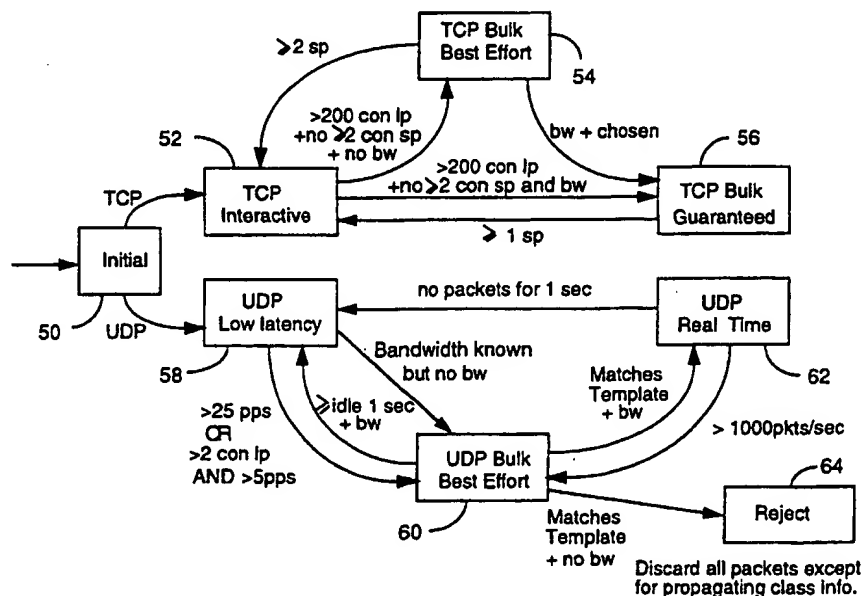 TCP Bulk
Best Effort
54
⩾2 sp
>200 con lp
+no ⩾2 con sp
+ no bw
bw + chosen
52
56
TCP
TCP
Interactive
>200 con lp
+no⩾2 con sp and bw
TCP Bulk
Guaranteed
⩾ 1 sp
Initial
50
UDP
UDP
Low latency
58
no packets for 1 sec
UDP
Real Time
62
Bandwidth known
but no bw
⩾idle 1 sec
+ bw
>25 pps
OR
>2 con lp
AND >5pps
Matches
Template
+ bw
> 1000pkts/sec
UDP Bulk
Best Effort
60
Matches
Template
+ no bw
64
Reject
Discard all packets except
for propagating class info.